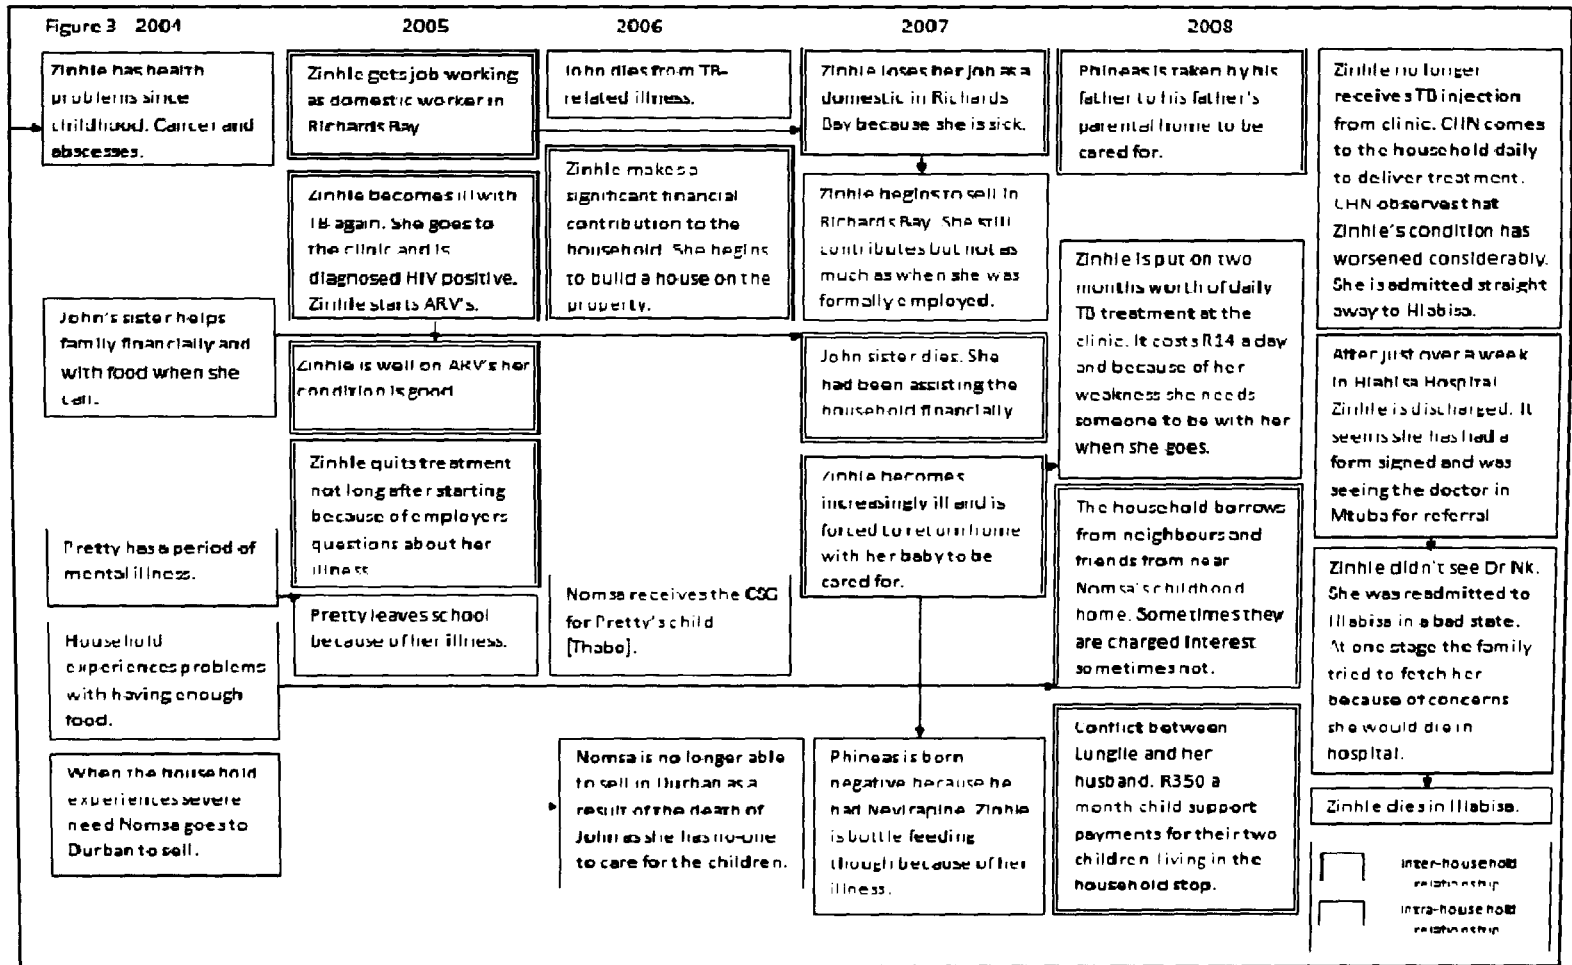 Figure 3 2004 2005 2006 2007 2008
Zinhle has health
problems since
childhood. Cancer and
abscesses.
John's sister helps
family financially and
with food when she
can.
Pretty has a period of
mental illness.
Household
experiences problems
with having enough
food.
When the household
experiences severe
need Nomsa goes to
Durban to sell.
Zinhle gets job working
as domestic worker in
Richards Bay
Zinhle becomes ill with
TB again. She goes to
the clinic and is
diagnosed HIV positive.
Zinhle starts ARV's.
Zinhle is well on ARV's her
condition is good
Zinhle quits treatment
not long after starting
because of employers
questions about her
illness
Pretty leaves school
because of her illness.
John dies from TB-
related illness.
Zinhle makes a
significant financial
contribution to the
household. She begins
to build a house on the
property.
Nomsa receives the CSG
for Pretty's child
[Thabo].
Nomsa is no longer able
to sell in Durban as a
result of the death of
John as she has no-one
to care for the children.
Zinhle loses her job as a
domestic in Richards
Bay because she is sick.
Zinhle begins to sell in
Richards Bay. She still
contributes but not as
much as when she was
formally employed.
John sister dies. She
had been assisting the
household financially
Zinhle becomes
increasingly ill and is
forced to return home
with her baby to be
cared for.
Phineas is born
negative because he
had Nevirapine. Zinhle
is bottle feeding
though because of her
illness.
Phineas is taken by his
father to his father's
parental home to be
cared for.
Zinhle is put on two
months worth of daily
TB treatment at the
clinic. It costs R14 a day
and because of her
weakness she needs
someone to be with her
when she goes.
The household borrows
from neighbours and
friends from near
Nomsa's childhood
home. Sometimes they
are charged interest
sometimes not.
Conflict between
Lungile and her
husband. R350 a
month child support
payments for their two
children living in the
household stop.
Zinhle no longer
receives TB injection
from clinic. CHN comes
to the household daily
to deliver treatment.
CHN observes that
Zinhle's condition has
worsened considerably.
She is admitted straight
away to Hlabisa.
After just over a week
in Hlabisa Hospital
Zinhle is discharged. It
seems she has had a
form signed and was
seeing the doctor in
Mtuba for referral
Zinhle didn't see Dr Nk.
She was readmitted to
Hlabisa in a bad state.
At one stage the family
tried to fetch her
because of concerns
she would die in
hospital.
Zinhle dies in Hlabisa.
Inter-household
relationship
Intra-household
relationship